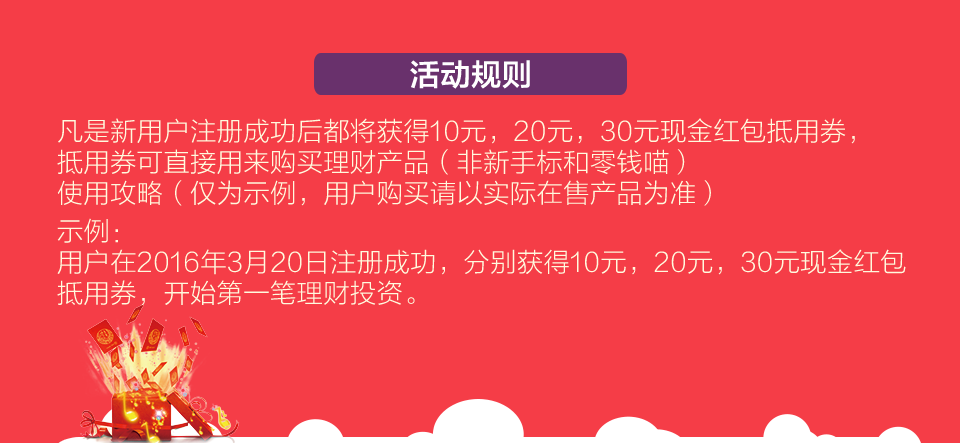 活动规则
凡是新用户注册成功后都将获得10元，20元，30元现金红包抵用券，
抵用券可直接用来购买理财产品（非新手标和零钱喵）
使用攻略（仅为示例，用户购买请以实际在售产品为准）
示例：
用户在2016年3月20日注册成功，分别获得10元，20元，30元现金红包
抵用券，开始第一笔理财投资。